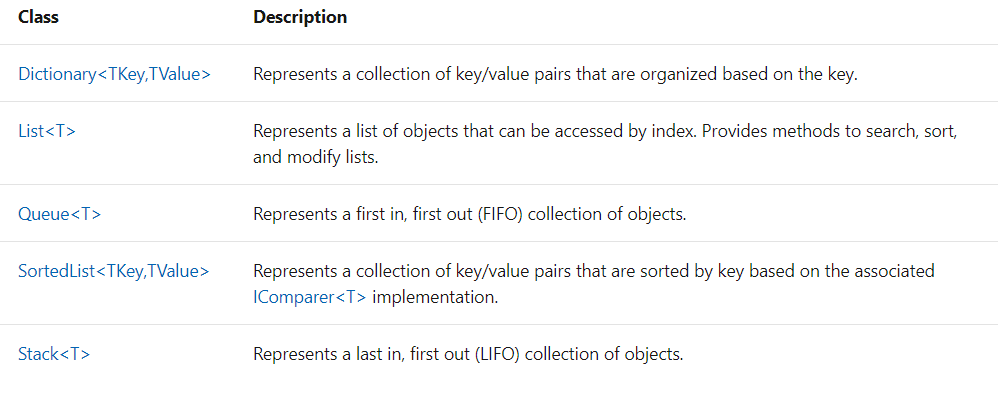 Class Description
Dictionary<TKey,TValue> Represents a collection of key/value pairs that are organized based on the key.
List<T> Represents a list of objects that can be accessed by index. Provides methods to search, sort,
and modify lists.
Queue<T> Represents a first in, first out (FIFO) collection of objects.
SortedList<TKey,TValue> Represents a collection of key/value pairs that are sorted by key based on the associated
IComparer<T> implementation.
Stack<T> Represents a last in, first out (LIFO) collection of objects.